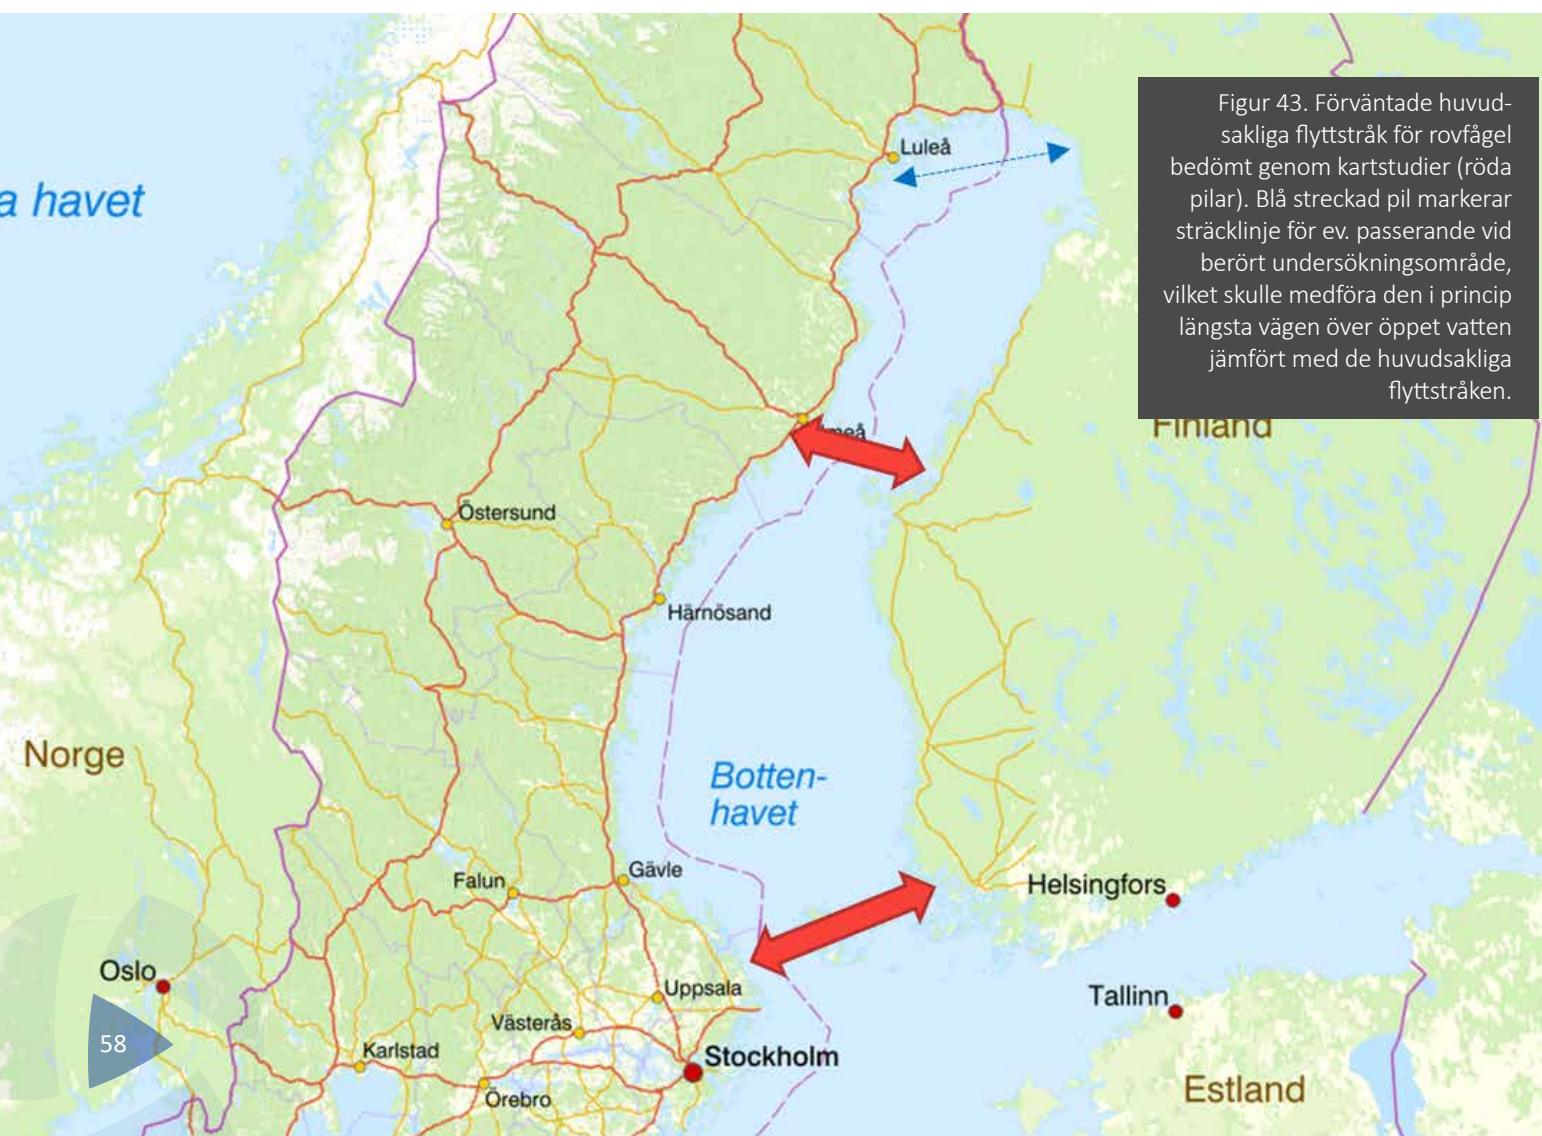 Figur 43. Förväntade huvud-
sakliga flyttstråk för rovfågel
bedömt genom kartstudier (röda
pilar). Blå streckad pil markerar
sträcklinje för ev. passerande vid
berört undersökningsområde,
vilket skulle medföra den i princip
längsta vägen över öppet vatten
jämfört med de huvudsakliga
flyttstråken.
Luleå
a havet
Finland
Östersund
Härnösand
Norge
Botten-
havet
Falun
Gävle
Helsingfors
Oslo
Uppsala
Tallinn
Västerås
58
Karlstad
Stockholm
Örebro
Estland